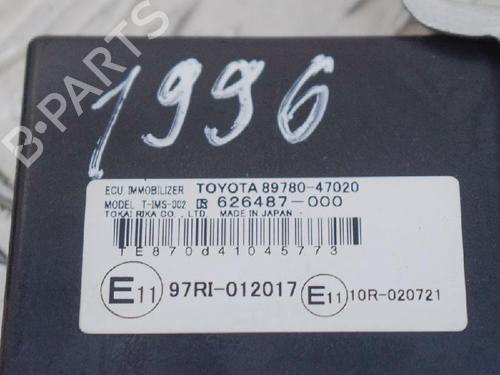 1996
B-PARTS
ECU, IMMOBILIZER TOYOTA 89780-47020
MODEL T-IMS-002 626487-000
TOKAI RIKA CO., LTD. MADE IN JAPAN
TE870d41045773
E11 97RI-012017 E11 10R-020721